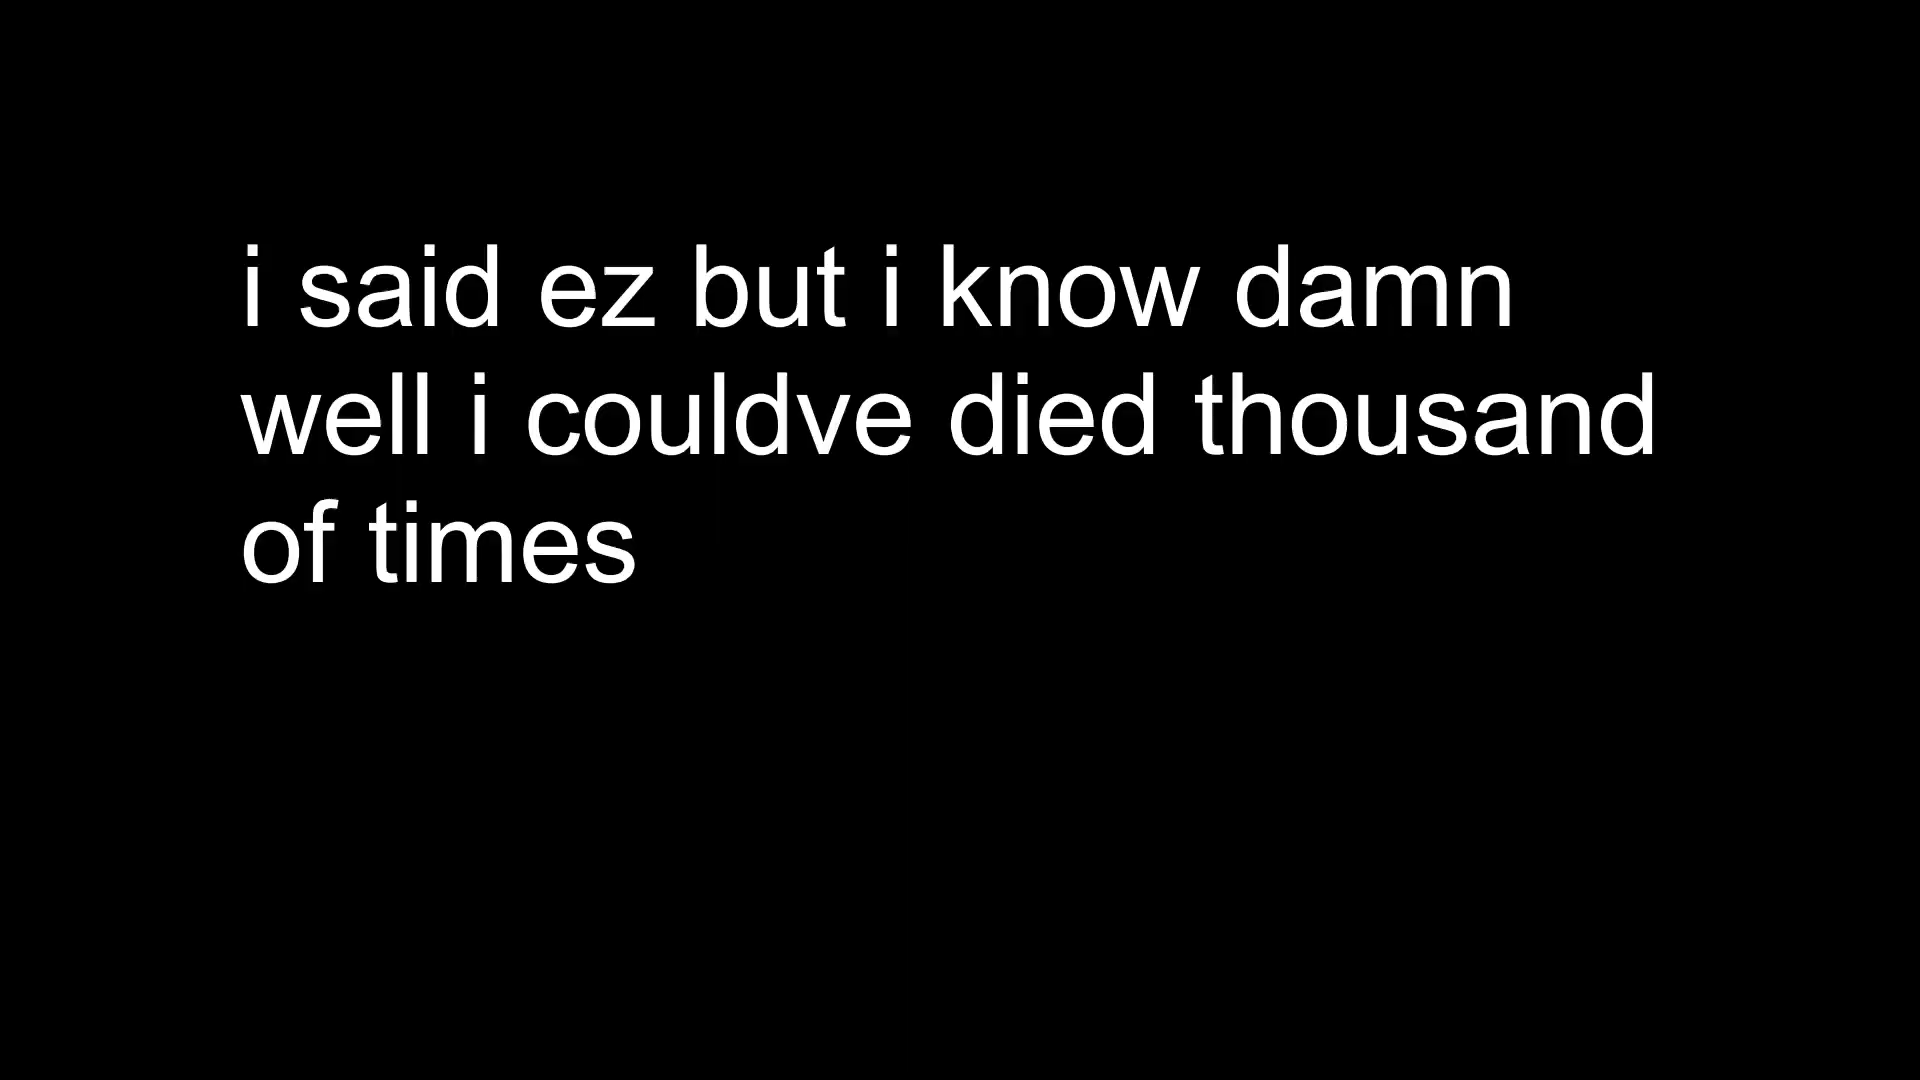 i said ez but i know damn
well i couldve died thousand
of times